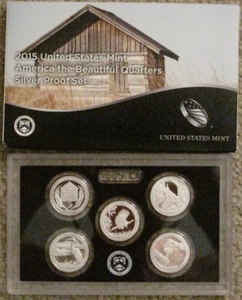 2015 United States Mint
America the Beautiful Quarters
Silver Proof Set
UNITED STATES MINT